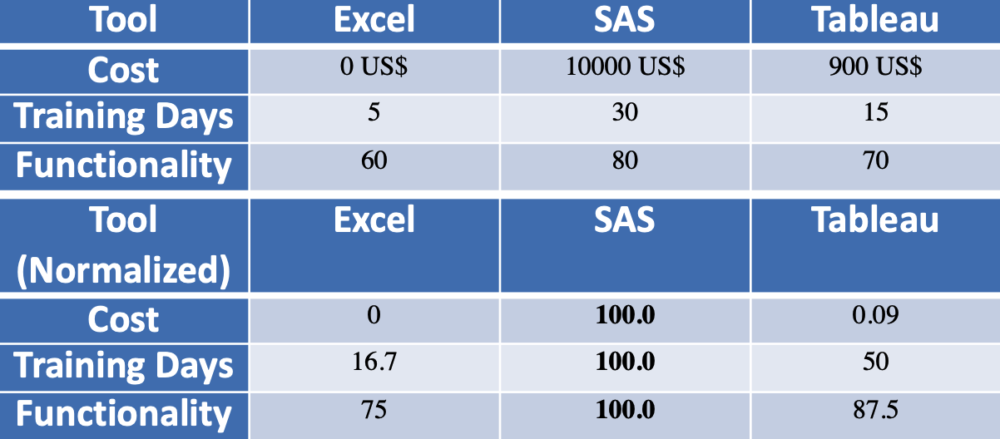 Tool Excel SAS Tableau
Cost 0 US$ 10000 US$ 900 US$
Training Days 5 30 15
Functionality 60 80 70
Tool Excel SAS Tableau
(Normalized)
Cost 0 100.0 0.09
Training Days 16.7 100.0 50
Functionality 75 100.0 87.5